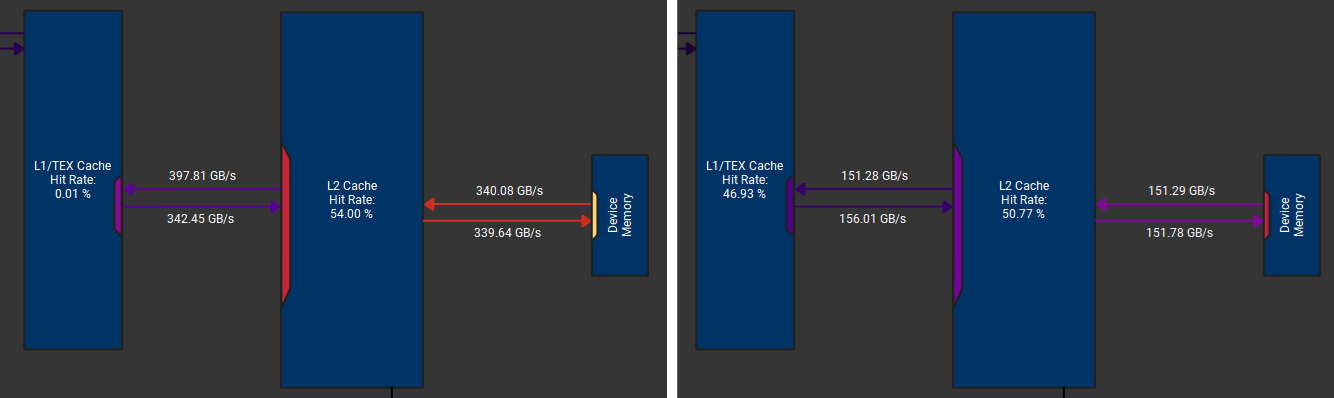 L1/TEX Cache
Hit Rate:
0.01 %
397.81 GB/s
342.45 GB/s
L2 Cache
Hit Rate:
54.00 %
340.08 GB/s
339.64 GB/s
Device
Memory
L1/TEX Cache
Hit Rate:
46.93 %
151.28 GB/s
156.01 GB/s
L2 Cache
Hit Rate:
50.77 %
151.29 GB/s
151.78 GB/s
Device
Memory